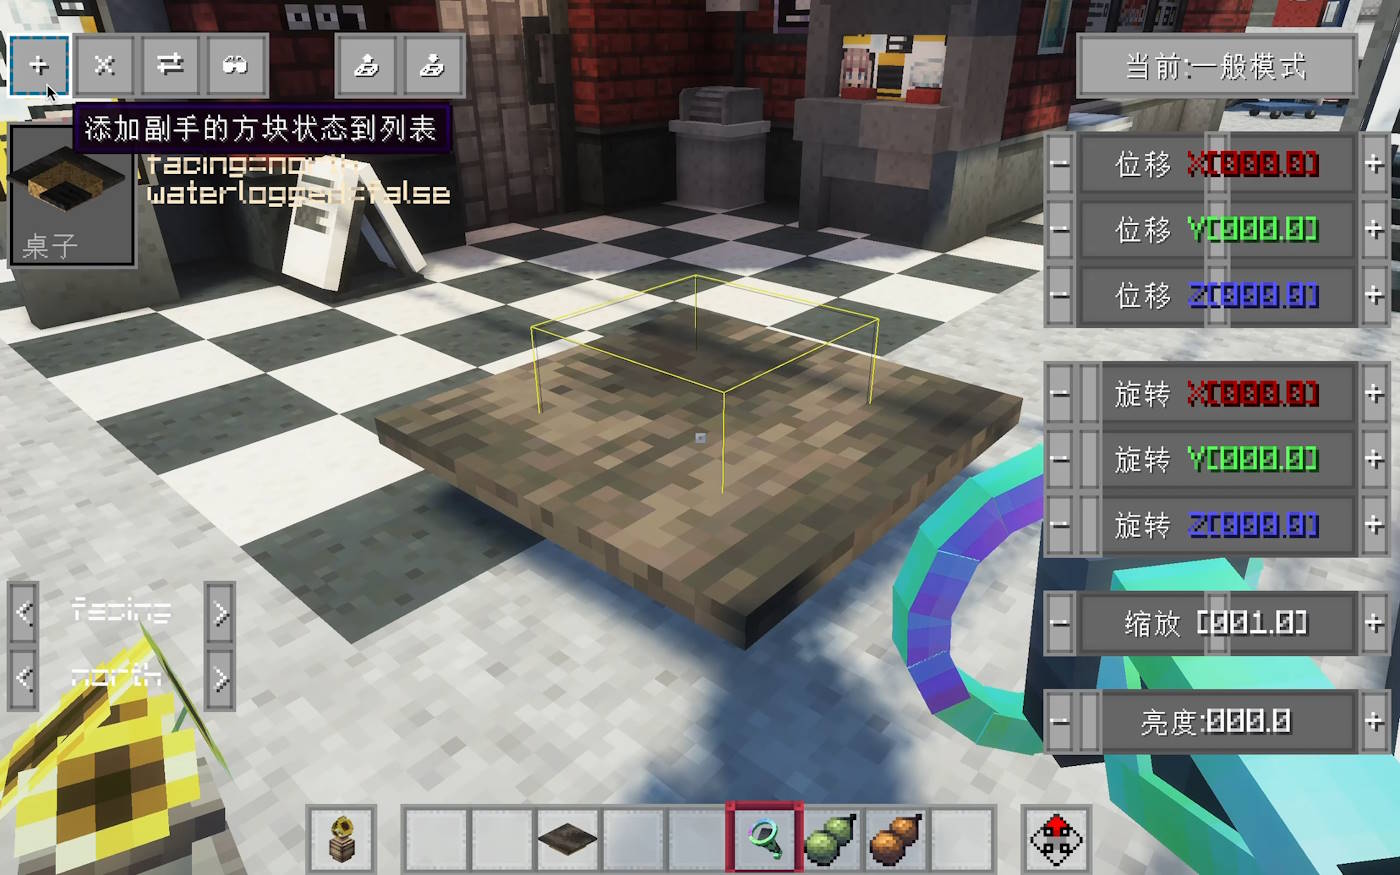 007
当前:一般模式
添加副手的方块状态到列表
facing=north
waterlogged=false
桌子
位移 X[000.0]
位移 Y[000.0]
位移 Z[000.0]
旋转 X[000.0]
旋转 Y[000.0]
旋转 Z[000.0]
facing
north
缩放 [001.0]
亮度:000.0